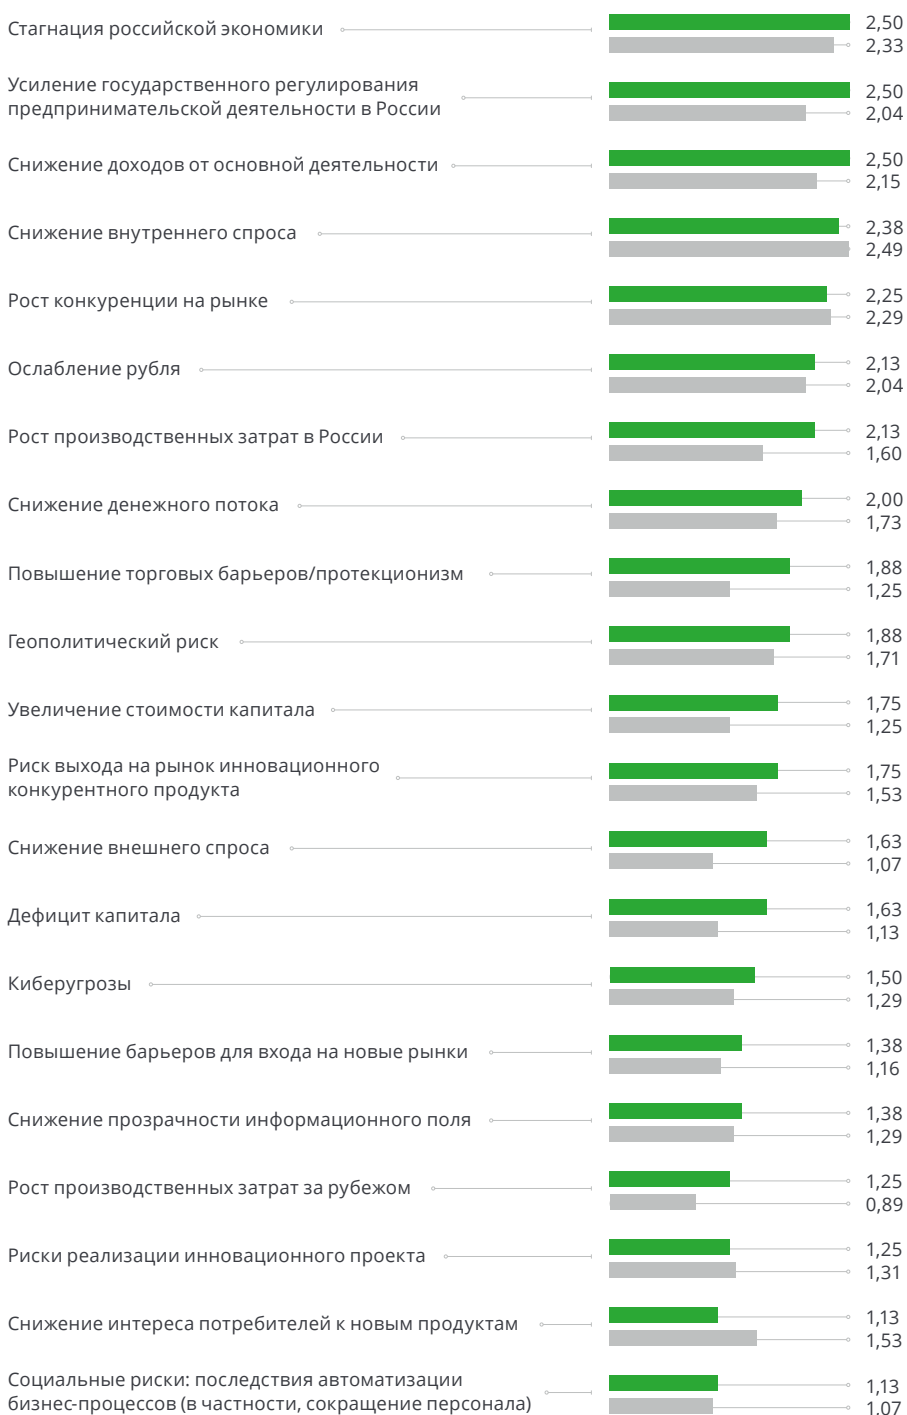 Стагнация российской экономики
2,50
2,33
Усиление государственного регулирования
предпринимательской деятельности в России
2,50
2,04
Снижение доходов от основной деятельности
2,50
2,15
Снижение внутреннего спроса
2,38
2,49
Рост конкуренции на рынке
2,25
2,29
Ослабление рубля
2,13
2,04
Рост производственных затрат в России
2,13
1,60
Снижение денежного потока
2,00
1,73
Повышение торговых барьеров/протекционизм
1,88
1,25
Геополитический риск
1,88
1,71
Увеличение стоимости капитала
1,75
1,25
Риск выхода на рынок инновационного
конкурентного продукта
1,75
1,53
Снижение внешнего спроса
1,63
1,07
Дефицит капитала
1,63
1,13
Киберугрозы
1,50
1,29
Повышение барьеров для входа на новые рынки
1,38
1,16
Снижение прозрачности информационного поля
1,38
1,29
Рост производственных затрат за рубежом
1,25
0,89
Риски реализации инновационного проекта
1,25
1,31
Снижение интереса потребителей к новым продуктам
1,13
1,53
Социальные риски: последствия автоматизации
бизнес-процессов (в частности, сокращение персонала)
1,13
1,07